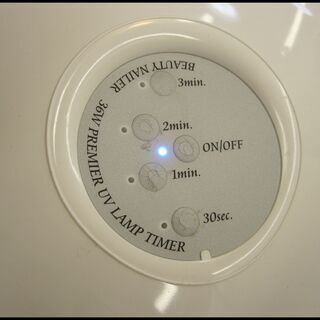 BEAUTY NAILER
36W PREMIER UV LAMP TIMER
3min.
2min.
ON/OFF
1min.
30sec.